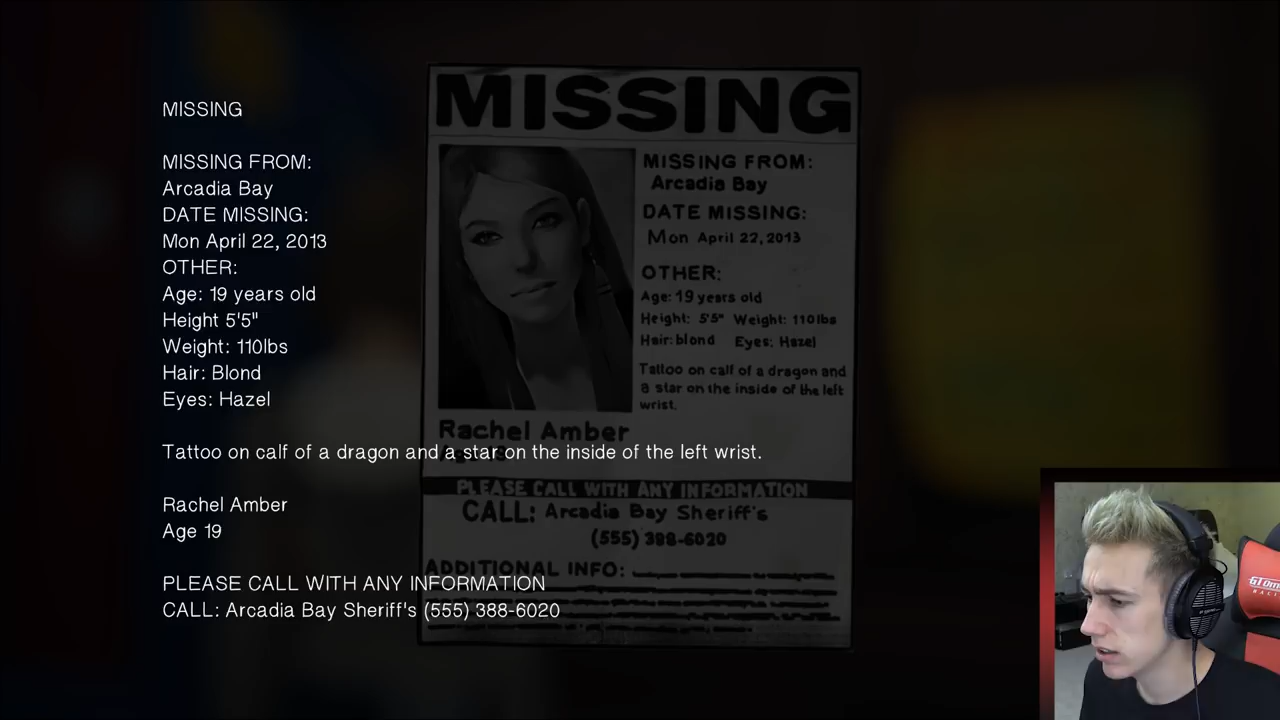 MISSING
MISSING FROM:
Arcadia Bay
DATE MISSING:
Mon April 22, 2013
OTHER:
Age: 19 years old
Height 5'5"
Weight: 110lbs
Hair: Blond
Eyes: Hazel
Tattoo on calf of a dragon and a star on the inside of the left wrist.
Rachel Amber
Age 19
PLEASE CALL WITH ANY INFORMATION
CALL: Arcadia Bay Sheriff's (555) 388-6020
MISSING
MISSING FROM:
Arcadia Bay
DATE MISSING:
Mon April 22, 2013
OTHER:
Age: 19 years old
Height: 5'5" Weight: 110lbs
Hair: blond Eyes: Hazel
Tattoo on calf of a dragon and
a star on the inside of the left
wrist.
Rachel Amber
PLEASE CALL WITH ANY INFORMATION
CALL: Arcadia Bay Sheriff's
(555) 388-6020
ADDITIONAL INFO: